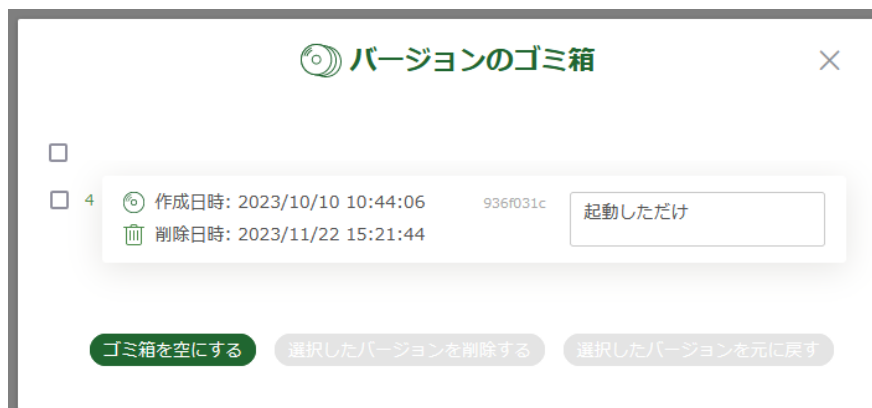 バージョンのゴミ箱
4
作成日時: 2023/10/10 10:44:06
936f031c
起動しただけ
削除日時: 2023/11/22 15:21:44
ゴミ箱を空にする
選択したバージョンを削除する
選択したバージョンを元に戻す